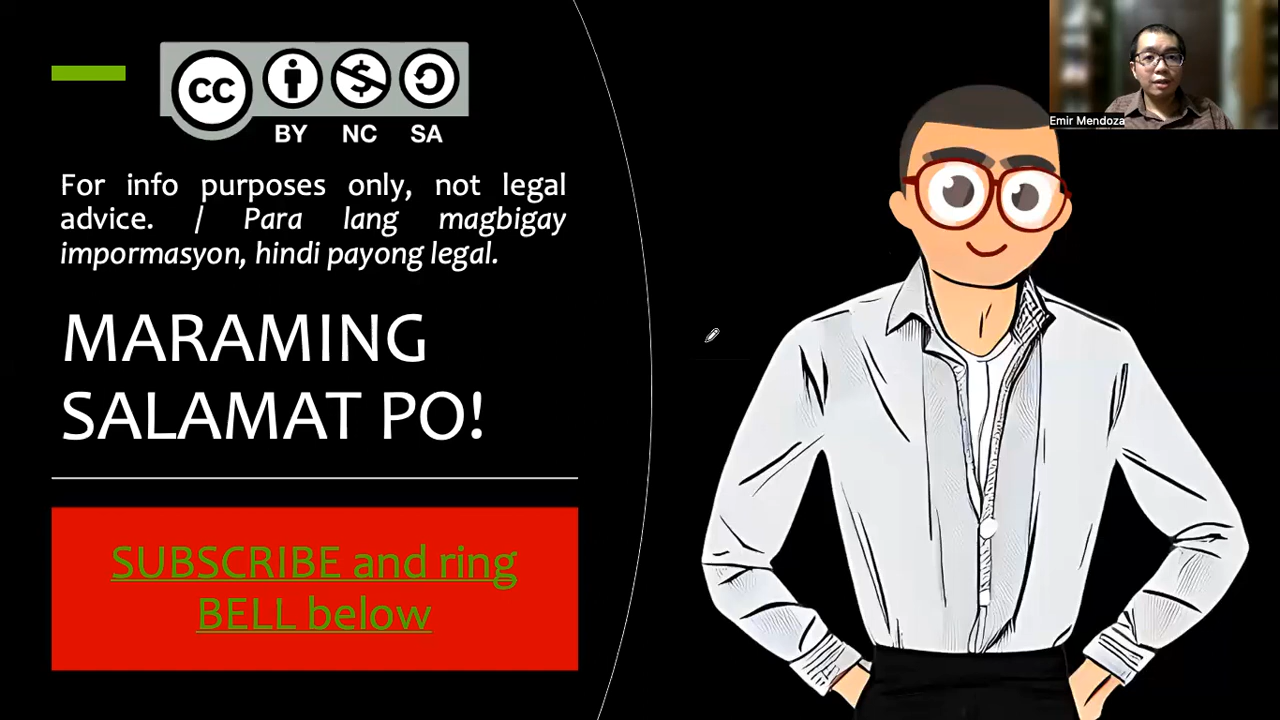 CC
BY NC SA
Emir Mendoza
For info purposes only, not legal
advice. / Para lang magbigay
impormasyon, hindi payong legal.
MARAMING
SALAMAT PO!
SUBSCRIBE and ring
BELL below